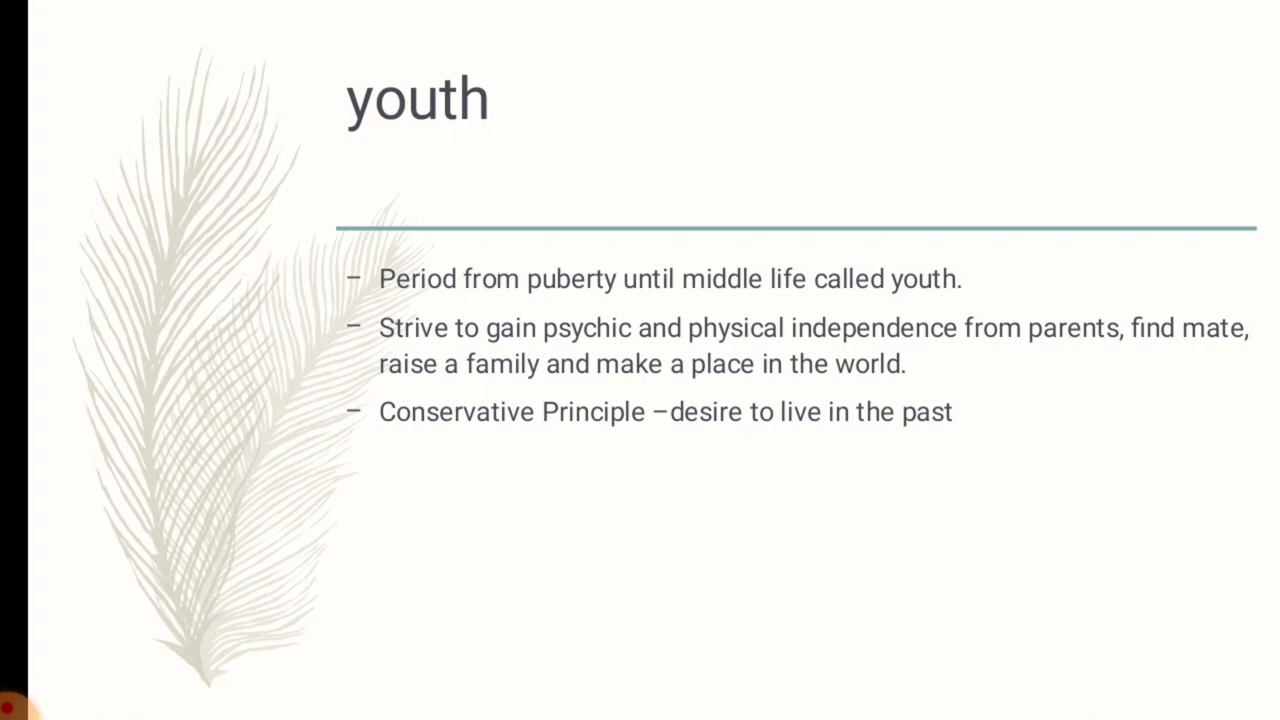 youth
– Period from puberty until middle life called youth.
– Strive to gain psychic and physical independence from parents, find mate,
raise a family and make a place in the world.
– Conservative Principle –desire to live in the past